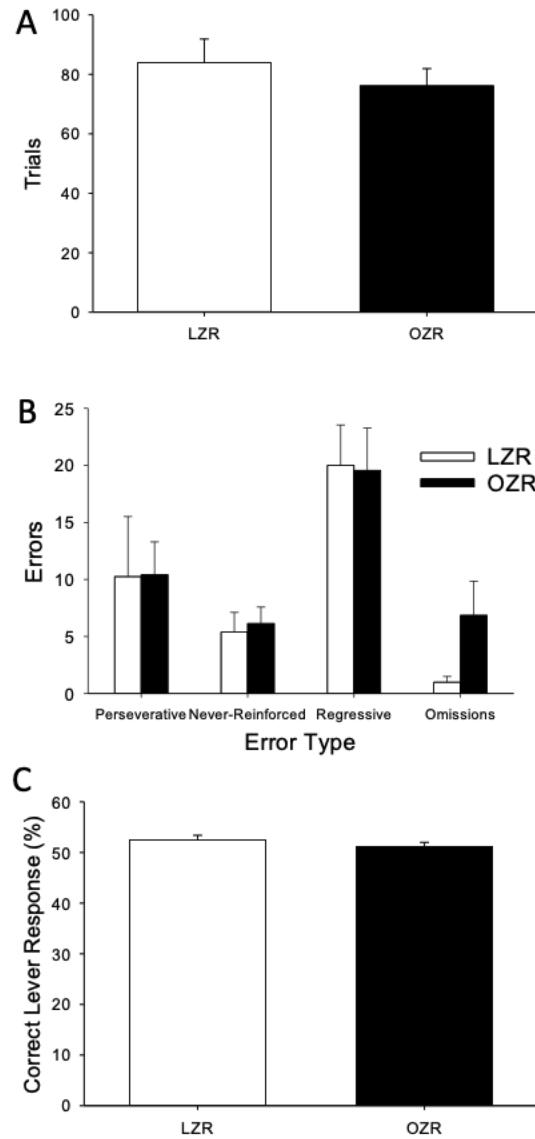 A
100
80
60
40
20
0
Trials
LZR OZR
B
25
20
15
10
5
0
Errors
LZR
OZR
Perseverative Never-Reinforced Regressive Omissions
Error Type
C
60
50
40
30
20
10
0
Correct Lever Response (%)
LZR OZR